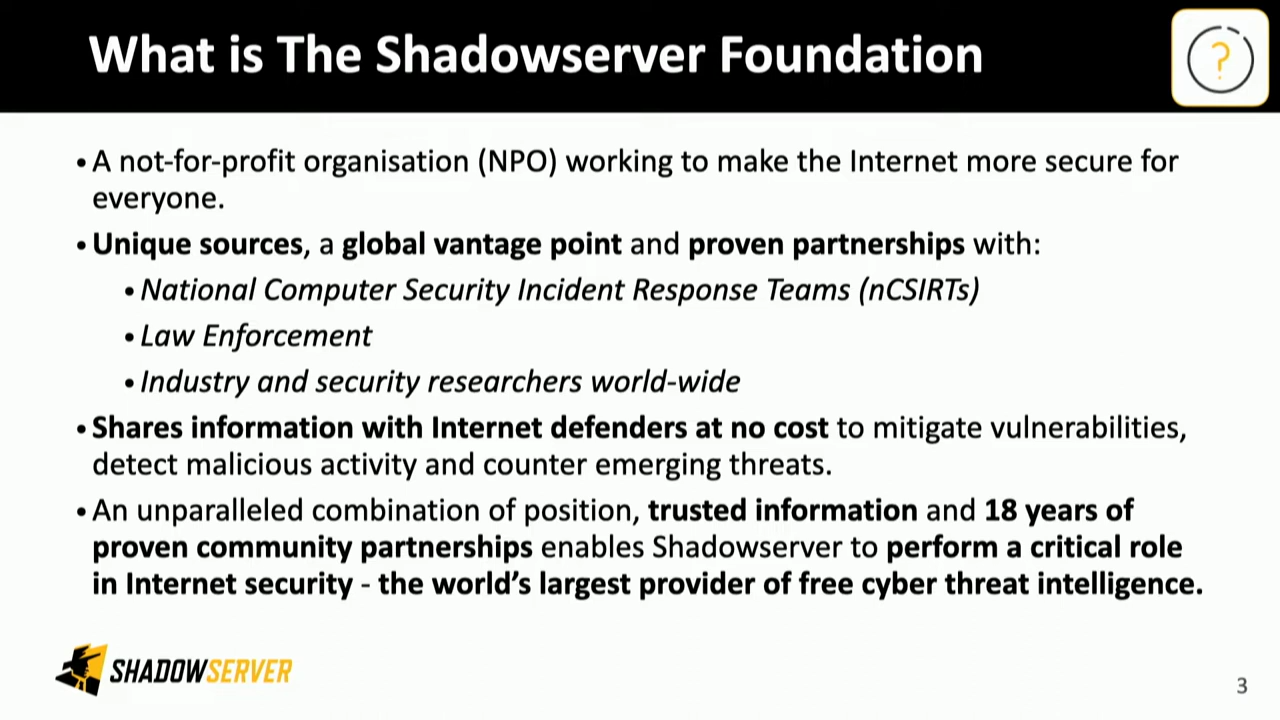 What is The Shadowserver Foundation
?
• A not-for-profit organisation (NPO) working to make the Internet more secure for
everyone.
• Unique sources, a global vantage point and proven partnerships with:
• National Computer Security Incident Response Teams (nCSIRTs)
• Law Enforcement
• Industry and security researchers world-wide
• Shares information with Internet defenders at no cost to mitigate vulnerabilities,
detect malicious activity and counter emerging threats.
• An unparalleled combination of position, trusted information and 18 years of
proven community partnerships enables Shadowserver to perform a critical role
in Internet security - the world’s largest provider of free cyber threat intelligence.
SHADOWSERVER
3